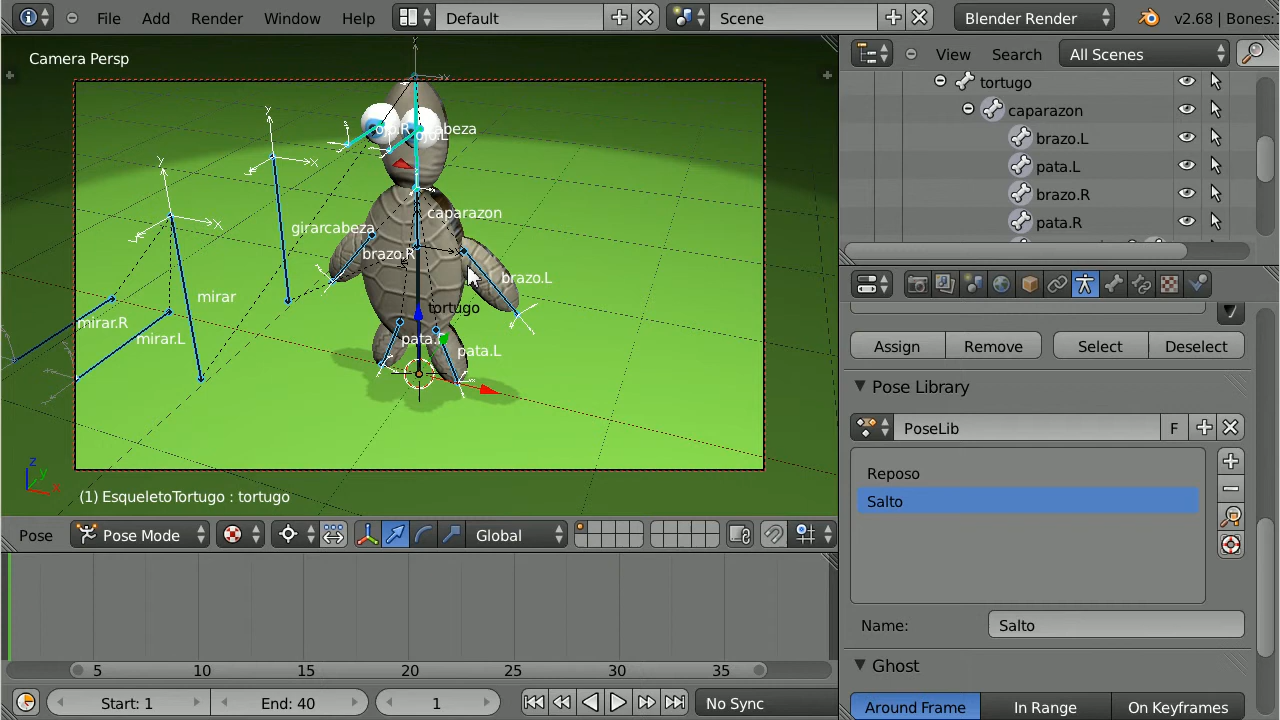 File Add Render Window Help Default Scene Blender Render v2.68 | Bones:
Camera Persp
View Search All Scenes
tortugo
caparazon
brazo.L
pata.L
brazo.R
pata.R
y
ojo.R
cabeza
ojo.L
y
x
y
x
caparazon
girarcabeza
brazo.R
brazo.L
mirar
tortugo
mirar.R
mirar.L
pata.L
Assign Remove Select Deselect
Pose Library
PoseLib F
Reposo
Salto
z
y
x
(1) EsqueletoTortugo : tortugo
Pose Pose Mode Global
Name: Salto
Ghost
5 10 15 20 25 30 35
Start: 1 End: 40 1 No Sync
Around Frame In Range On Keyframes